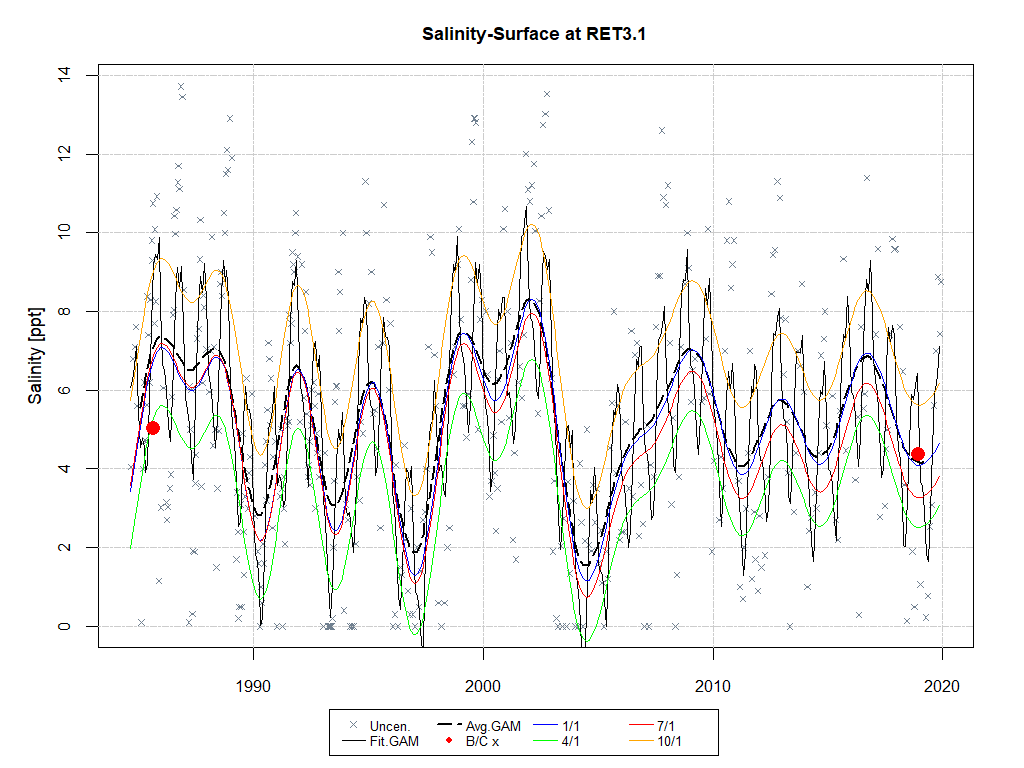 Salinity-Surface at RET3.1
Salinity [ppt]
14
12
10
8
6
4
2
0
1990 2000 2010 2020
Uncen. Avg.GAM 1/1 7/1
Fit.GAM B/C x 4/1 10/1